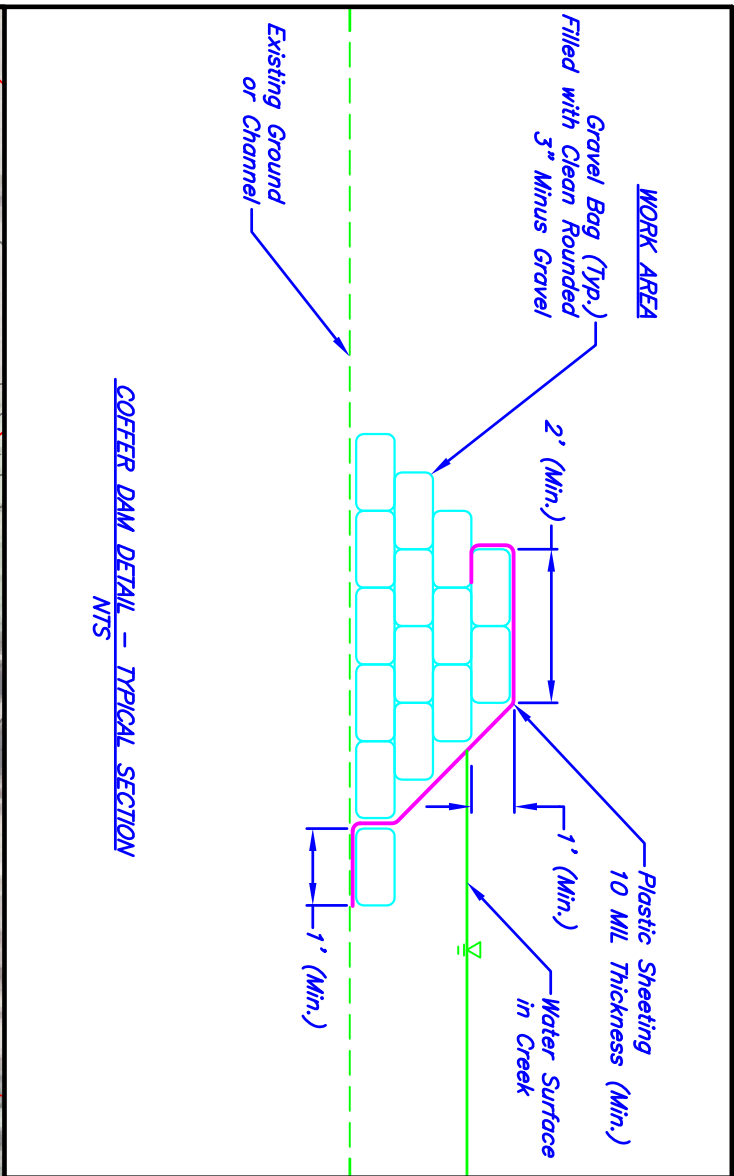 WORK AREA
Gravel Bag (Typ.)
Filled with Clean Rounded
3" Minus Gravel
2' (Min.)
Plastic Sheeting
10 MIL Thickness (Min.)
1' (Min.)
Water Surface
in Creek
Existing Ground
or Channel
1' (Min.)
COFFER DAM DETAIL – TYPICAL SECTION
NTS